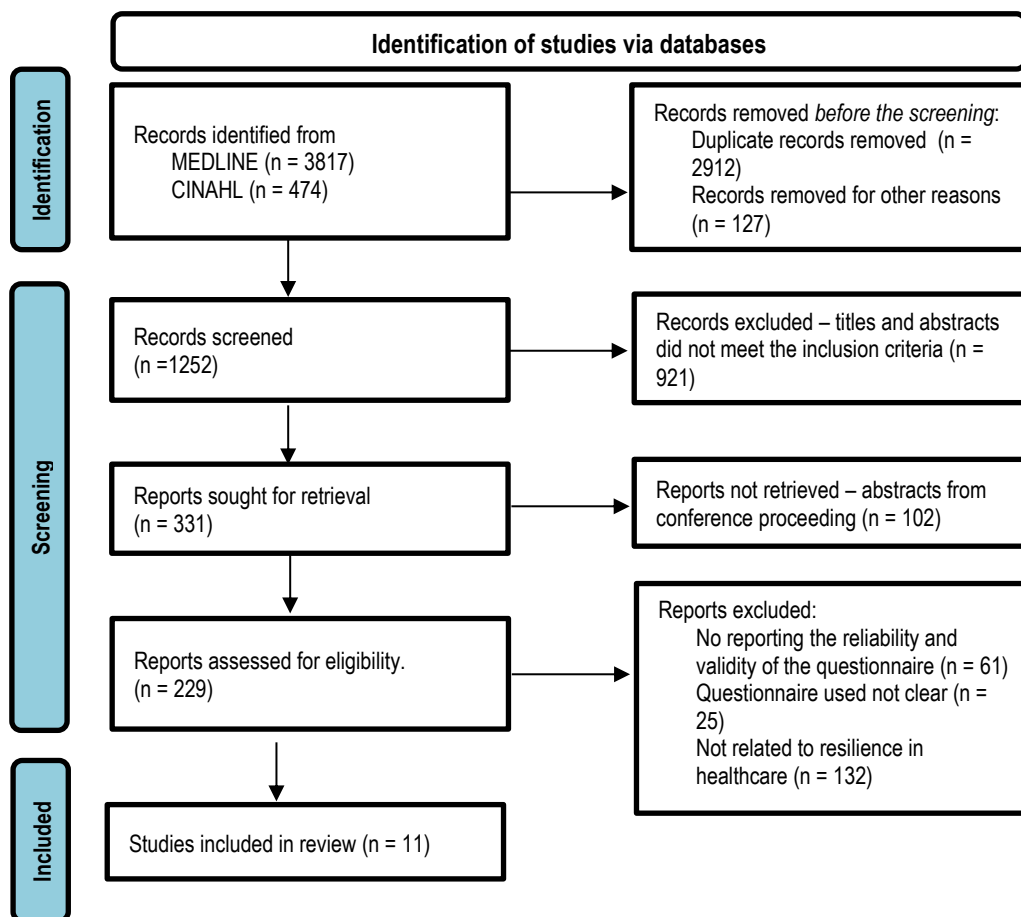 Identification of studies via databases
Identification
Records identified from
MEDLINE (n = 3817)
CINAHL (n = 474)
Records removed before the screening:
Duplicate records removed (n =
2912)
Records removed for other reasons
(n = 127)
Screening
Records screened
(n =1252)
Records excluded – titles and abstracts
did not meet the inclusion criteria (n =
921)
Reports sought for retrieval
(n = 331)
Reports not retrieved – abstracts from
conference proceeding (n = 102)
Reports assessed for eligibility.
(n = 229)
Reports excluded:
No reporting the reliability and
validity of the questionnaire (n = 61)
Questionnaire used not clear (n =
25)
Not related to resilience in
healthcare (n = 132)
Included
Studies included in review (n = 11)